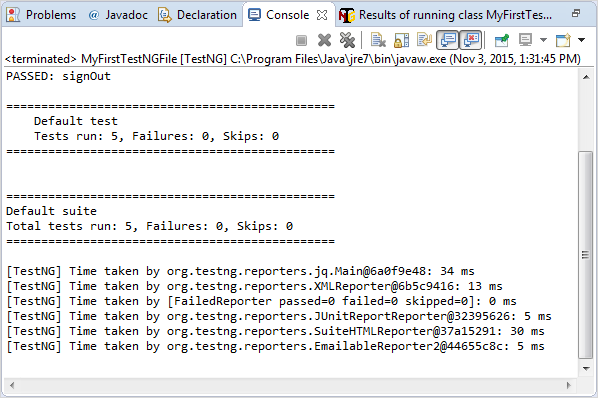 Problems @ Javadoc Declaration Console Results of running class MyFirstTes...
<terminated> MyFirstTestNGFile [TestNG] C:\Program Files\Java\jre7\bin\javaw.exe (Nov 3, 2015, 1:31:45 PM)
PASSED: signOut
===============================================
    Default test
    Tests run: 5, Failures: 0, Skips: 0
===============================================
===============================================
Default suite
Total tests run: 5, Failures: 0, Skips: 0
===============================================
[TestNG] Time taken by org.testng.reporters.jq.Main@6a0f9e48: 34 ms
[TestNG] Time taken by org.testng.reporters.XMLReporter@6b5c9416: 13 ms
[TestNG] Time taken by [FailedReporter passed=0 failed=0 skipped=0]: 0 ms
[TestNG] Time taken by org.testng.reporters.JUnitReportReporter@32395626: 5 ms
[TestNG] Time taken by org.testng.reporters.SuiteHTMLReporter@37a15291: 30 ms
[TestNG] Time taken by org.testng.reporters.EmailableReporter2@44655c8c: 5 ms